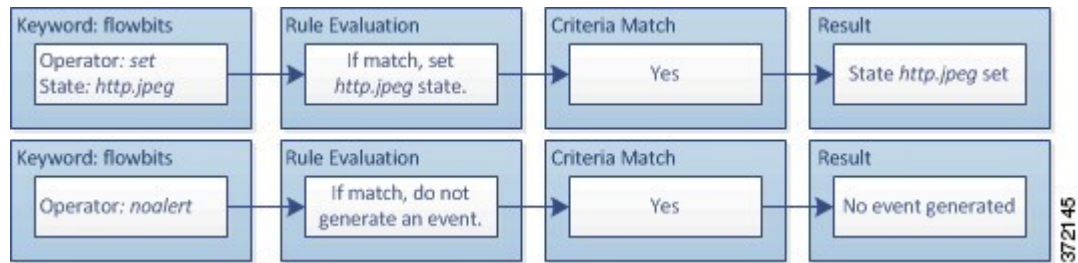 Keyword: flowbits
Operator: set
State: http.jpeg
Rule Evaluation
If match, set
http.jpeg state.
Criteria Match
Yes
Result
State http.jpeg set
Keyword: flowbits
Operator: noalert
Rule Evaluation
If match, do not
generate an event.
Criteria Match
Yes
Result
No event generated
372145